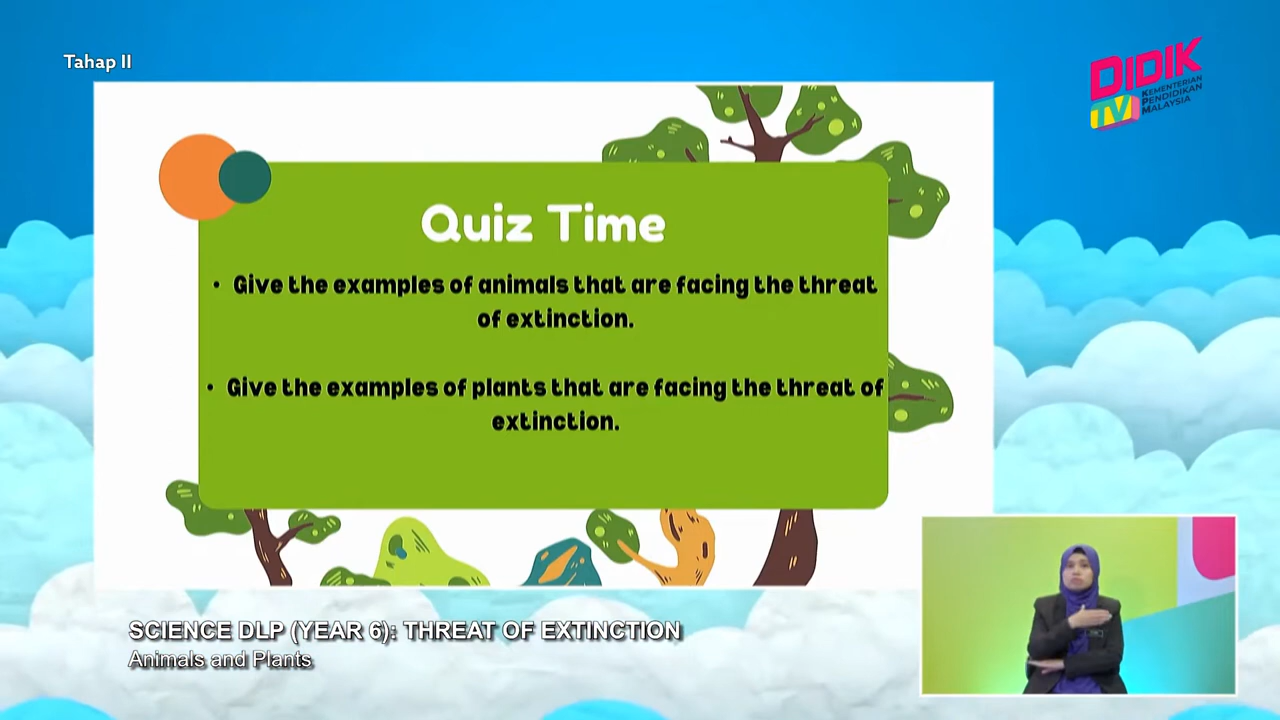 Tahap II
DIDIK
TV
KEMENTERIAN
PENDIDIKAN
MALAYSIA
Quiz Time
• Give the examples of animals that are facing the threat
of extinction.
• Give the examples of plants that are facing the threat of
extinction.
SCIENCE DLP (YEAR 6): THREAT OF EXTINCTION
Animals and Plants